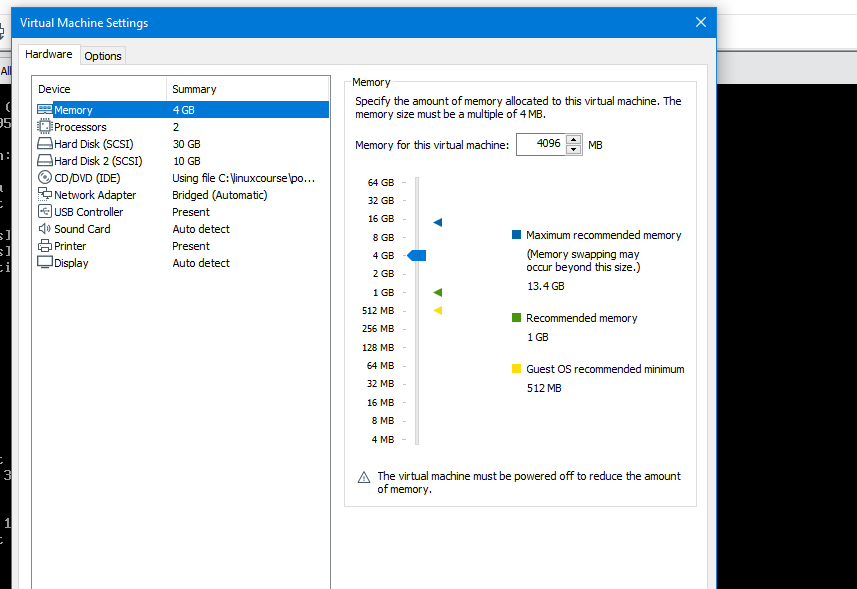 Virtual Machine Settings
Hardware Options
Device Summary
Memory 4 GB
Processors 2
Hard Disk (SCSI) 30 GB
Hard Disk 2 (SCSI) 10 GB
CD/DVD (IDE) Using file C:\linuxcourse\po...
Network Adapter Bridged (Automatic)
USB Controller Present
Sound Card Auto detect
Printer Present
Display Auto detect
Memory
Specify the amount of memory allocated to this virtual machine. The
memory size must be a multiple of 4 MB.
Memory for this virtual machine: 4096 MB
64 GB
32 GB
16 GB
8 GB
4 GB
2 GB
1 GB
512 MB
256 MB
128 MB
64 MB
32 MB
16 MB
8 MB
4 MB
Maximum recommended memory
(Memory swapping may
occur beyond this size.)
13.4 GB
Recommended memory
1 GB
Guest OS recommended minimum
512 MB
The virtual machine must be powered off to reduce the amount
of memory.